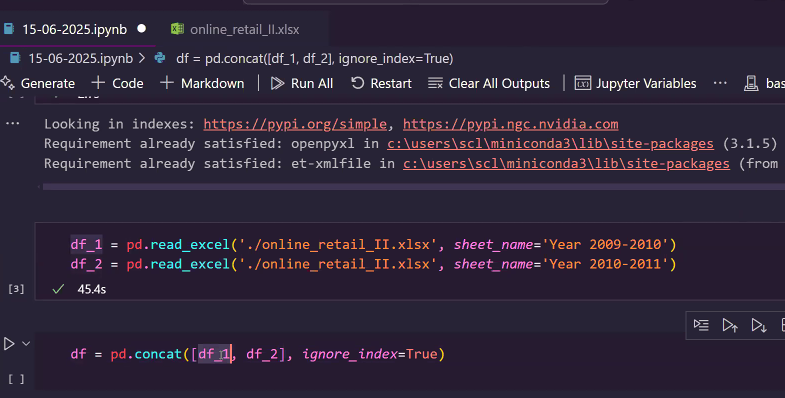 15-06-2025.ipynb online_retail_II.xlsx
15-06-2025.ipynb > df = pd.concat([df_1, df_2], ignore_index=True)
Generate + Code + Markdown | Run All Restart Clear All Outputs | Jupyter Variables ... bas
... Looking in indexes: https://pypi.org/simple, https://pypi.ngc.nvidia.com
Requirement already satisfied: openpyxl in c:\users\scl\miniconda3\lib\site-packages (3.1.5)
Requirement already satisfied: et-xmlfile in c:\users\scl\miniconda3\lib\site-packages (from
df_1 = pd.read_excel('./online_retail_II.xlsx', sheet_name='Year 2009-2010')
df_2 = pd.read_excel('./online_retail_II.xlsx', sheet_name='Year 2010-2011')
[3] 45.4s
df = pd.concat([df_1, df_2], ignore_index=True)
[ ]